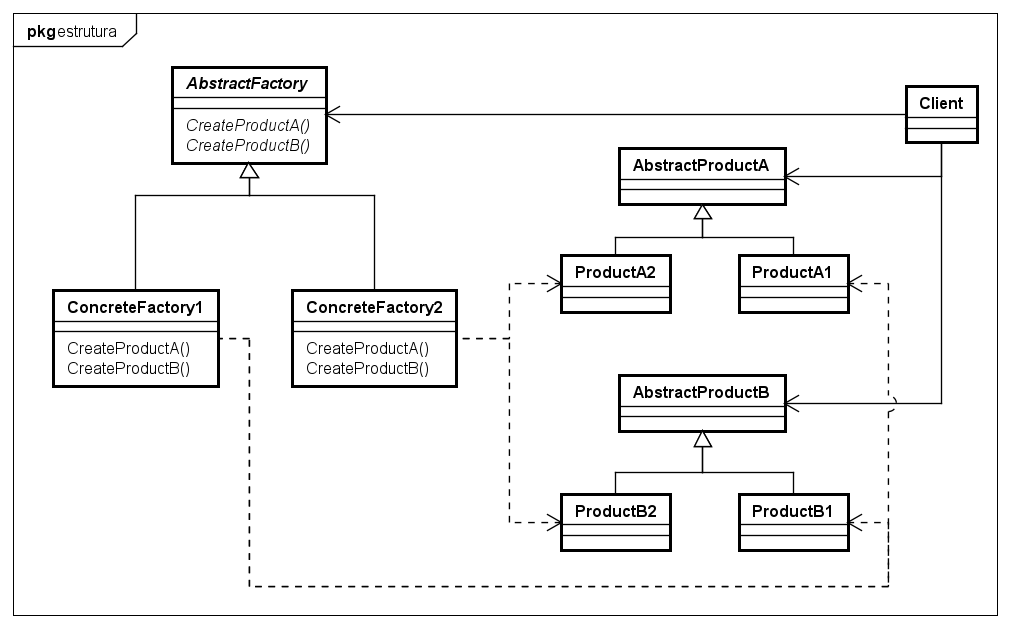 pkg estrutura
AbstractFactory
CreateProductA()
CreateProductB()
Client
AbstractProductA
ProductA2
ProductA1
ConcreteFactory1
CreateProductA()
CreateProductB()
ConcreteFactory2
CreateProductA()
CreateProductB()
AbstractProductB
ProductB2
ProductB1